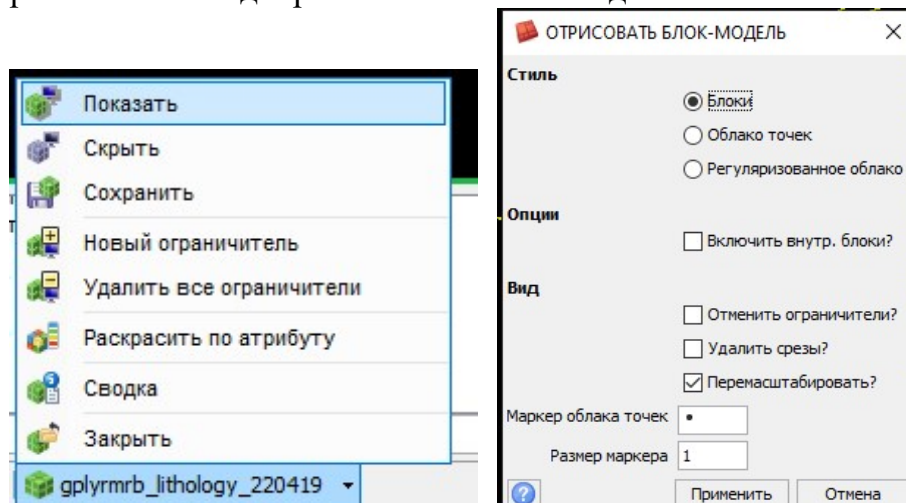 Показать
Скрыть
Сохранить
Новый ограничитель
Удалить все ограничители
Раскрасить по атрибуту
Сводка
Закрыть
gplyrmrb_lithology_220419
ОТРИСОВАТЬ БЛОК-МОДЕЛЬ
Стиль
Блоки
Облако точек
Регуляризованное облако
Опции
Включить внутр. блоки?
Вид
Отменить ограничители?
Удалить срезы?
Перемасштабировать?
Маркер облака точек
Размер маркера 1
Применить Отмена